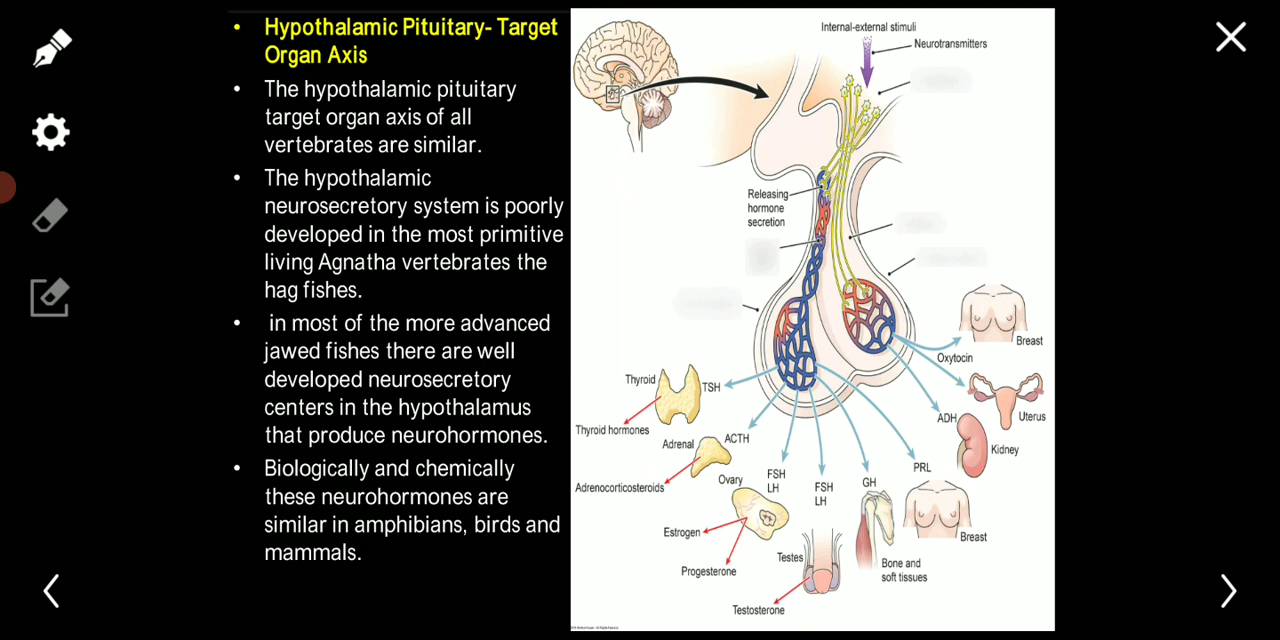 Hypothalamic Pituitary- Target
Organ Axis
The hypothalamic pituitary
target organ axis of all
vertebrates are similar.
The hypothalamic
neurosecretory system is poorly
developed in the most primitive
living Agnatha vertebrates the
hag fishes.
in most of the more advanced
jawed fishes there are well
developed neurosecretory
centers in the hypothalamus
that produce neurohormones.
Biologically and chemically
these neurohormones are
similar in amphibians, birds and
mammals.
Internal-external stimuli
Neurotransmitters
Releasing
hormone
secretion
Breast
Oxytocin
Thyroid
TSH
Uterus
ADH
Thyroid hormones
Adrenal
ACTH
Kidney
PRL
Adrenocorticosteroids
Ovary
FSH
LH
FSH
LH
GH
Estrogen
Breast
Progesterone
Testes
Bone and
soft tissues
Testosterone